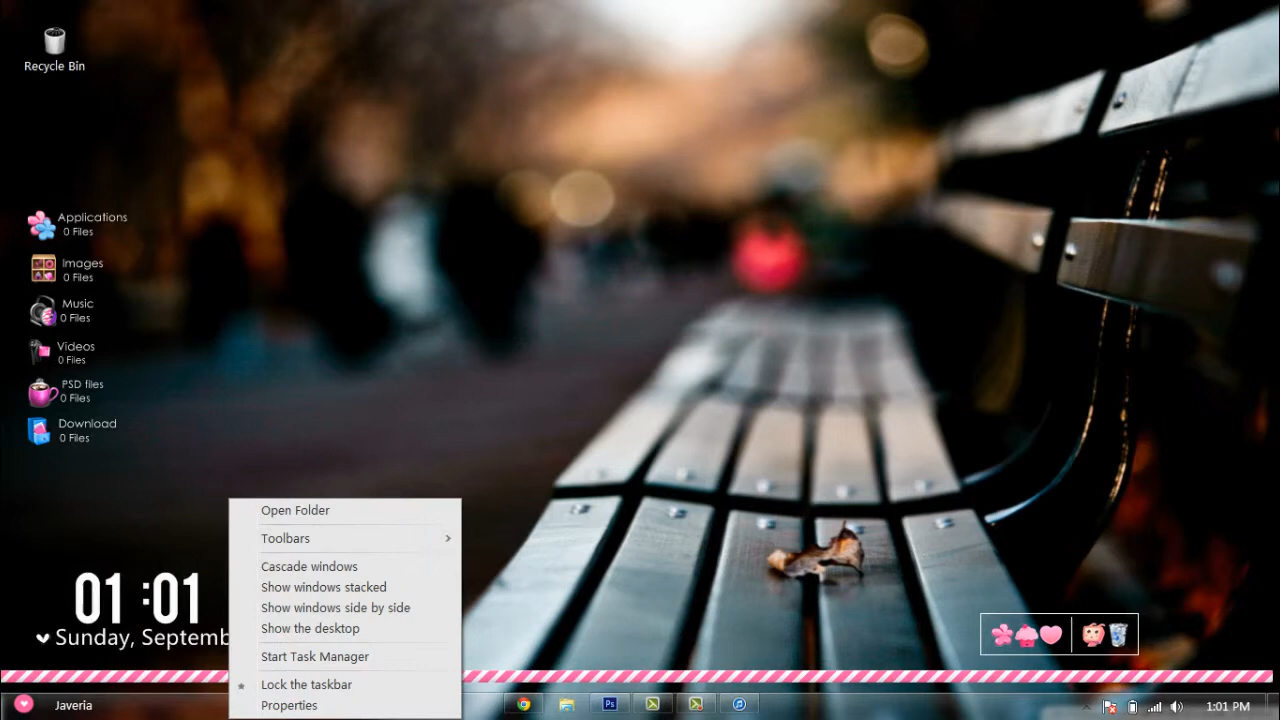 Recycle Bin
Applications
0 Files
Images
0 Files
Music
0 Files
Videos
0 Files
PSD files
0 Files
Download
0 Files
01 :01
Sunday, Septemb
Open Folder
Toolbars
Cascade windows
Show windows stacked
Show windows side by side
Show the desktop
Start Task Manager
Lock the taskbar
Properties
Javeria
Ps
1:01 PM